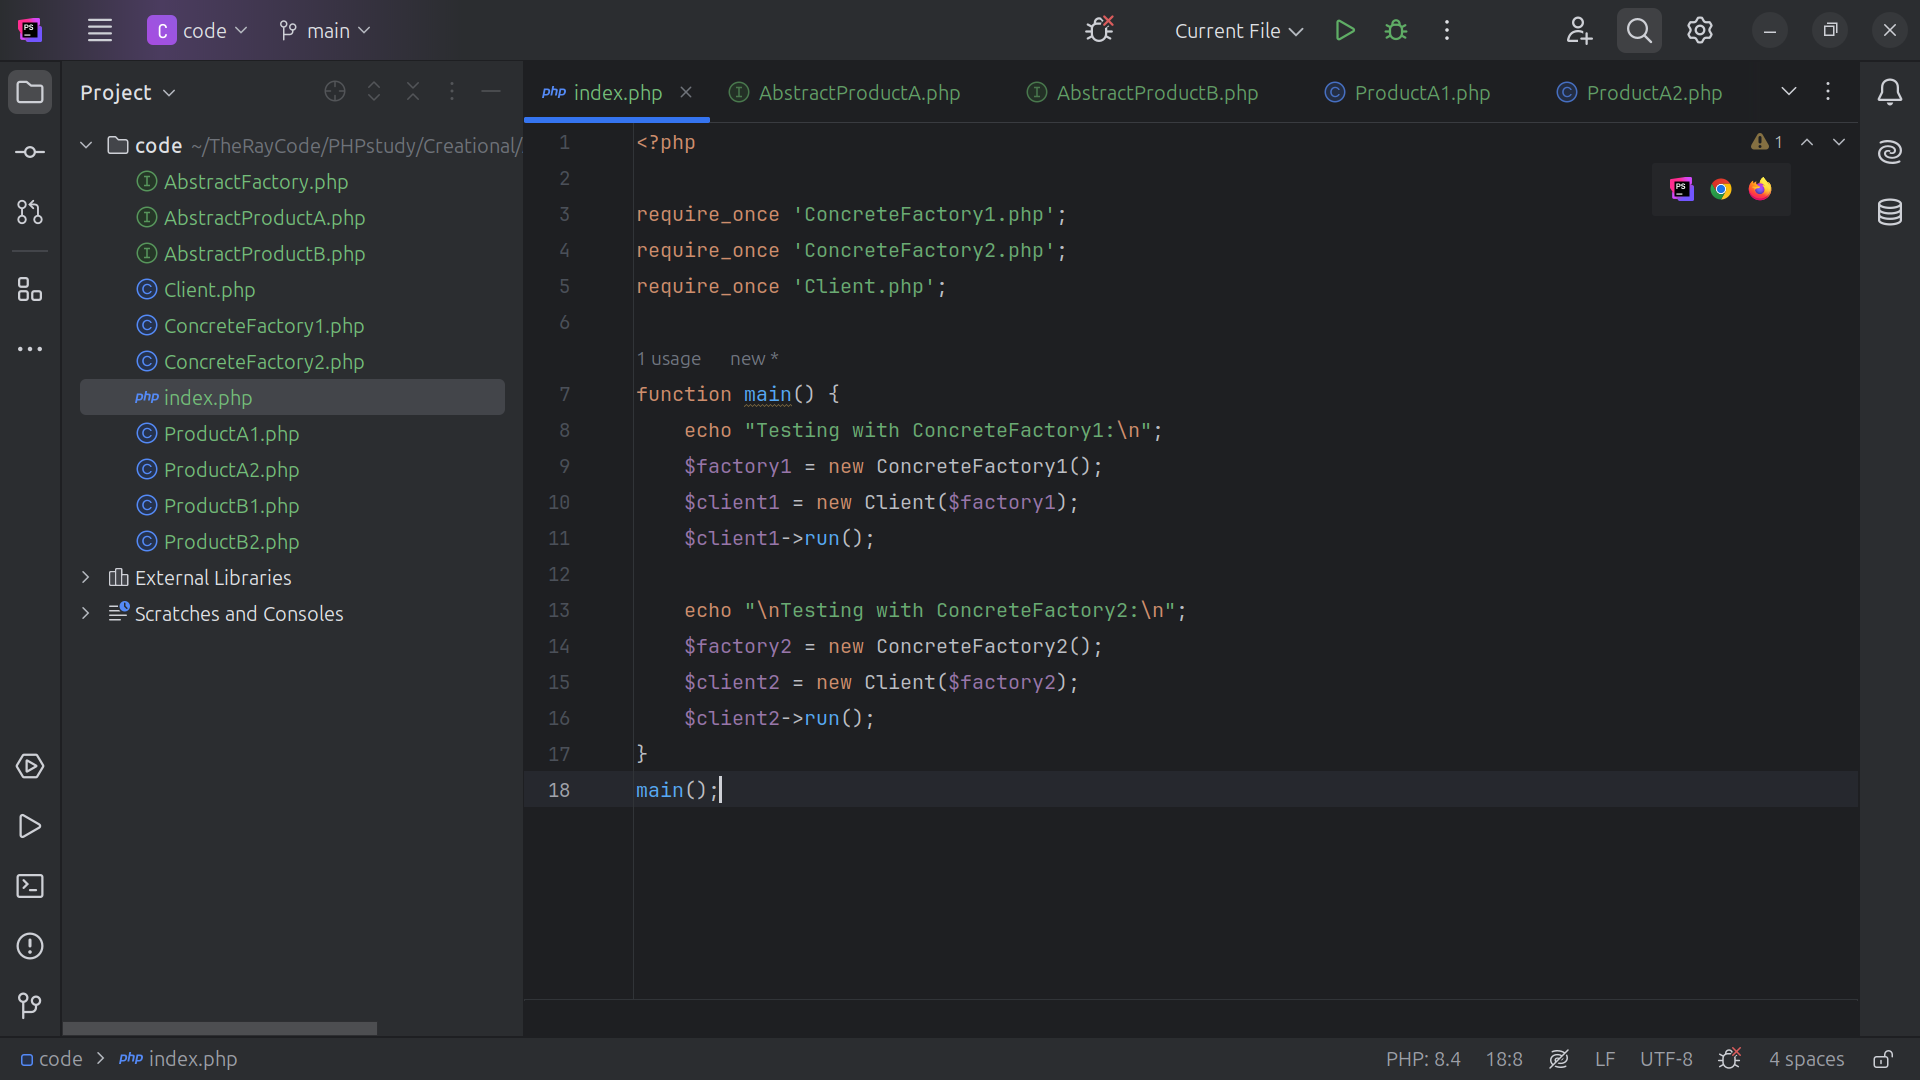 C code main Current File
Project
code ~/TheRayCode/PHPstudy/Creational/
AbstractFactory.php
AbstractProductA.php
AbstractProductB.php
Client.php
ConcreteFactory1.php
ConcreteFactory2.php
php index.php
ProductA1.php
ProductA2.php
ProductB1.php
ProductB2.php
External Libraries
Scratches and Consoles
php index.php AbstractProductA.php AbstractProductB.php ProductA1.php ProductA2.php
1 <?php
1
2
3 require_once 'ConcreteFactory1.php';
4 require_once 'ConcreteFactory2.php';
5 require_once 'Client.php';
6
1 usage new *
7 function main() {
8 echo "Testing with ConcreteFactory1:\n";
9 $factory1 = new ConcreteFactory1();
10 $client1 = new Client($factory1);
11 $client1->run();
12
13 echo "\nTesting with ConcreteFactory2:\n";
14 $factory2 = new ConcreteFactory2();
15 $client2 = new Client($factory2);
16 $client2->run();
17 }
18 main();
code > php index.php
PHP: 8.4 18:8 LF UTF-8 4 spaces